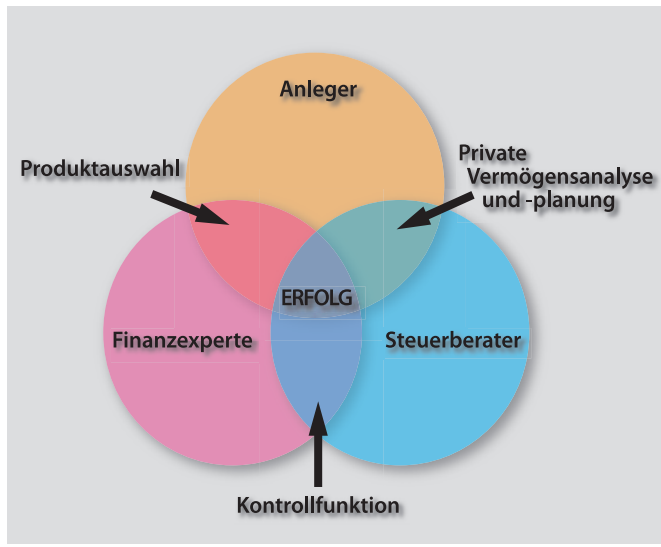 Anleger
Produktauswahl
Private
Vermögensanalyse
und -planung
ERFOLG
Finanzexperte
Steuerberater
Kontrollfunktion